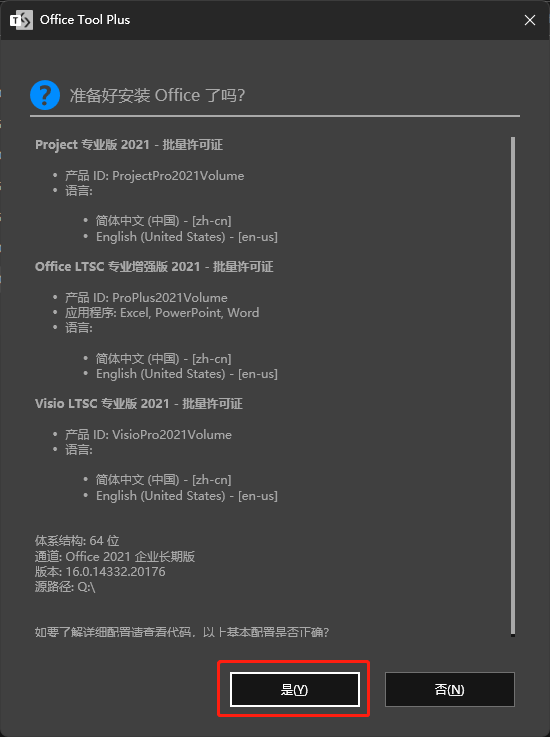 Office Tool Plus
准备好安装 Office 了吗?
Project 专业版 2021 - 批量许可证
• 产品 ID: ProjectPro2021Volume
• 语言:
• 简体中文 (中国) - [zh-cn]
• English (United States) - [en-us]
Office LTSC 专业增强版 2021 - 批量许可证
• 产品 ID: ProPlus2021Volume
• 应用程序: Excel, PowerPoint, Word
• 语言:
• 简体中文 (中国) - [zh-cn]
• English (United States) - [en-us]
Visio LTSC 专业版 2021 - 批量许可证
• 产品 ID: VisioPro2021Volume
• 语言:
• 简体中文 (中国) - [zh-cn]
• English (United States) - [en-us]
体系结构: 64 位
通道: Office 2021 企业长期版
版本: 16.0.14332.20176
源路径: Q:\
如要了解详细配置请查看代码，以上基本配置是否正确?
是(Y)
否(N)